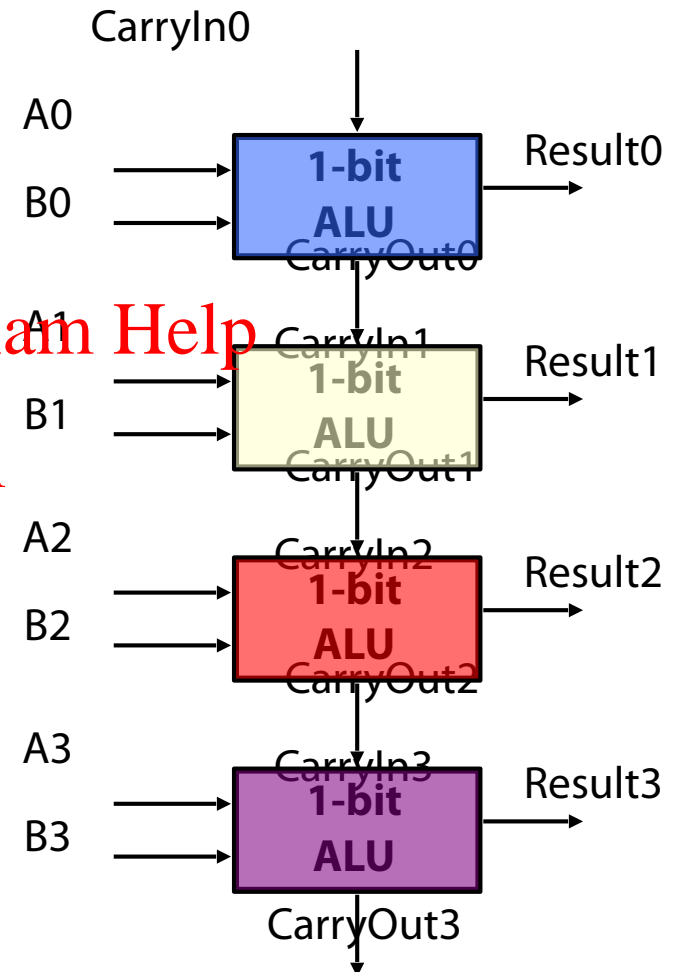 CarryIn0
A0
1-bit
Result0
B0
ALU
CarryOut0
A1
am Help
CarryIn1
1-bit
Result1
B1
ALU
CarryOut1
A2
CarryIn2
1-bit
Result2
B2
ALU
CarryOut2
A3
CarryIn3
1-bit
Result3
B3
ALU
CarryOut3